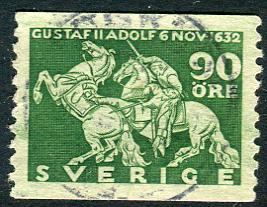 GUSTAF II ADOLF 6 NOV. 1632
90
ÖRE
SVERIGE